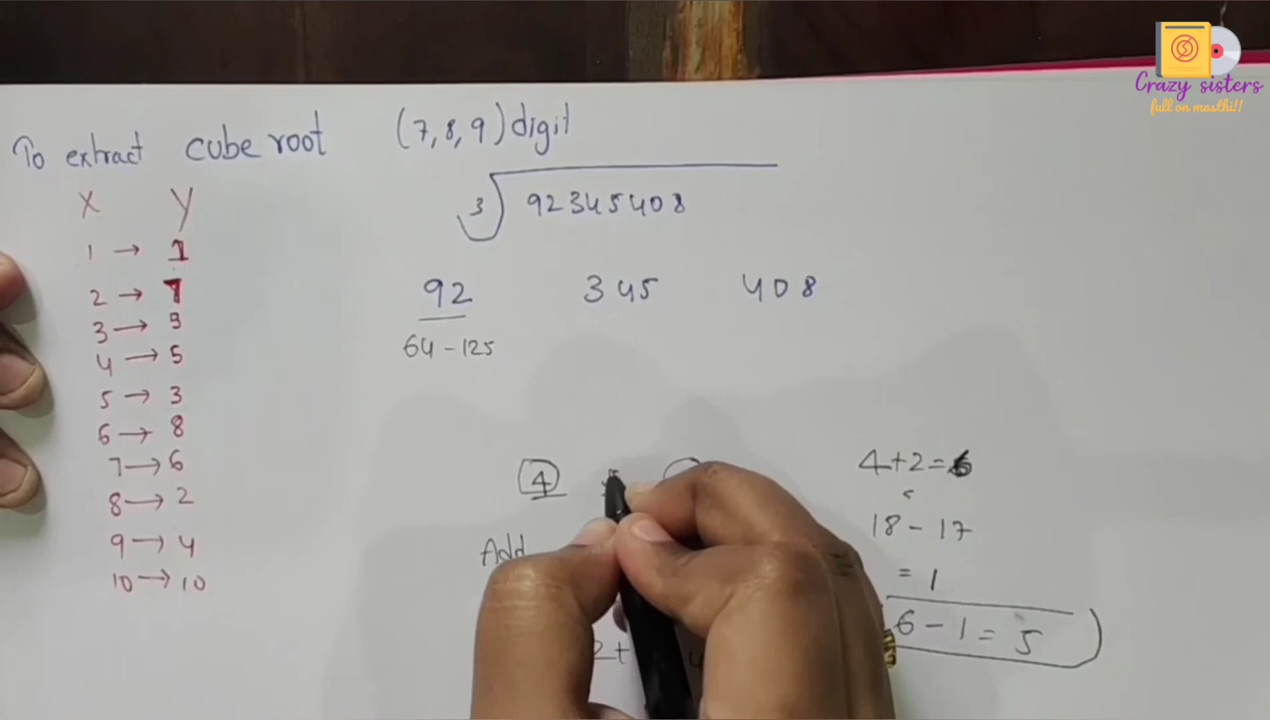 To extract cube root (7,8,9) digit
X Y
1 → 1
2 → 7
3 → 9
4 → 5
5 → 3
6 → 8
7 → 6
8 → 2
9 → 4
10 → 10
3√92345408
92 345 408
64 - 125
4
Add
2+
4+2=6
18 - 17
= 1
6 - 1 = 5
Crazy sisters
full on masthi!!